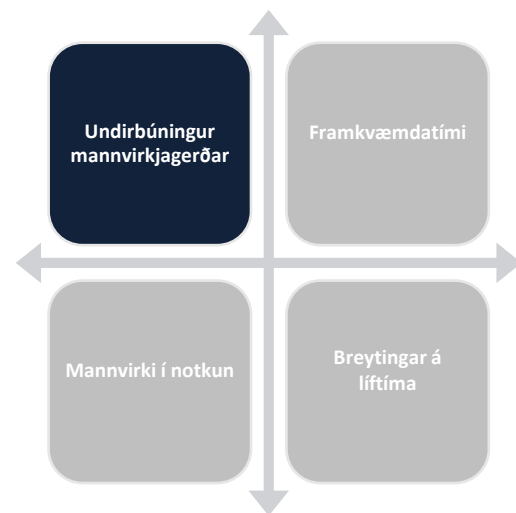 Undirbúningur
mannvirkjagerðar
Framkvæmdatími
Mannvirki í notkun
Breytingar á
líftíma